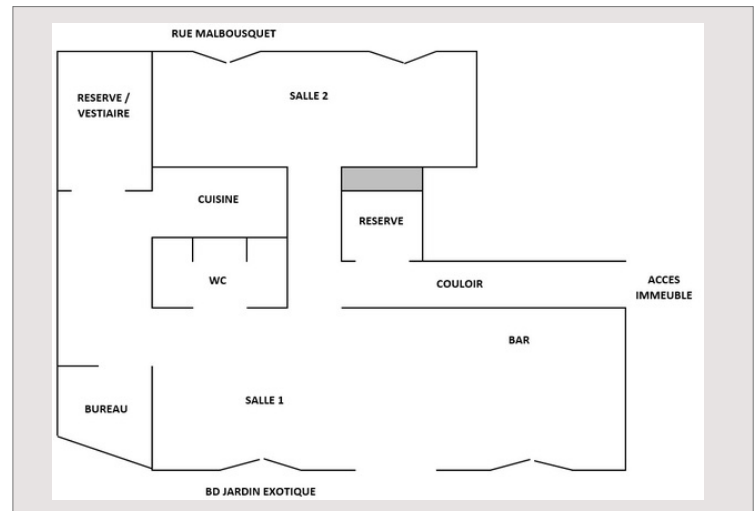 RUE MALBOUSQUET
RESERVE /
VESTIAIRE
SALLE 2
CUISINE
RESERVE
WC
COULOIR
ACCES
IMMEUBLE
BAR
SALLE 1
BUREAU
BD JARDIN EXOTIQUE